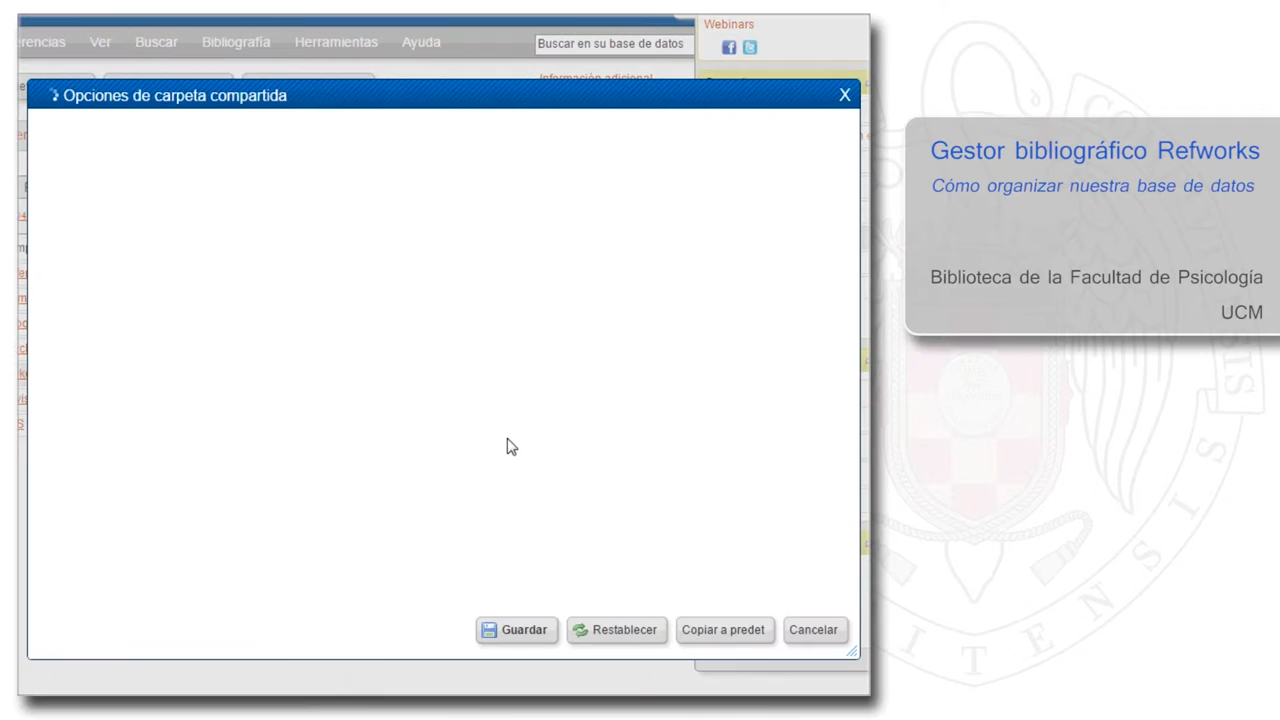 Webinars
Ver Buscar Bibliografía Herramientas Ayuda
Buscar en su base de datos
Información adicional
Opciones de carpeta compartida X
Gestor bibliográfico Refworks
Cómo organizar nuestra base de datos
Biblioteca de la Facultad de Psicología
UCM
Guardar Restablecer Copiar a predet Cancelar